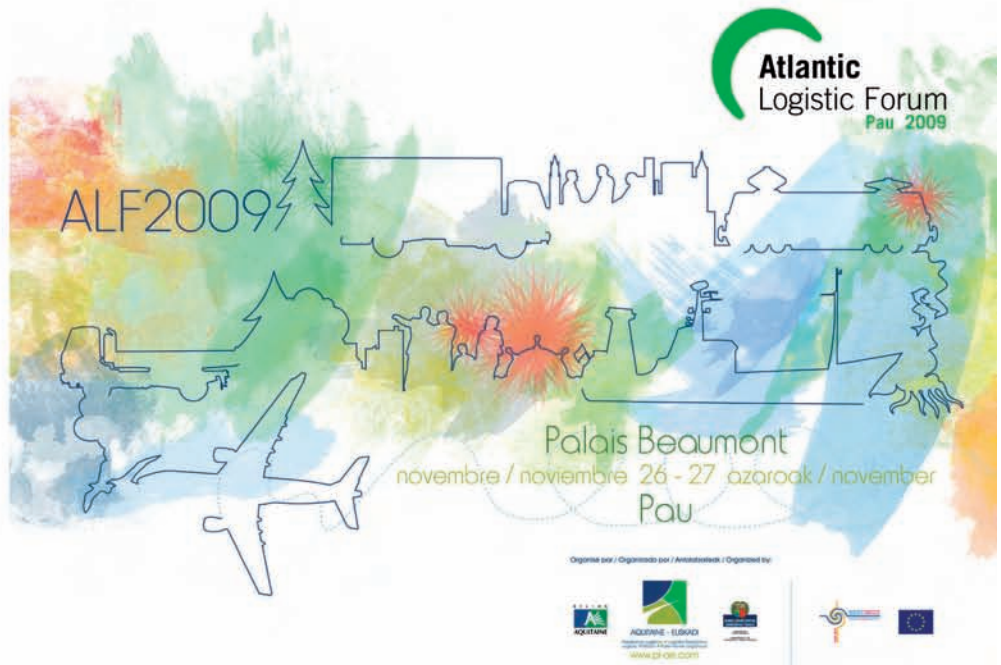 Atlantic
Logistic Forum
Pau 2009
ALF2009
Palais Beaumont
novembre / noviembre 26 - 27 azaroak / november
Pau
Organise par / Organizado por / Antolatzaileak / Organized by:
AQUITAINE
AQUITAINE - EUSKADI
www.pl-ae.com